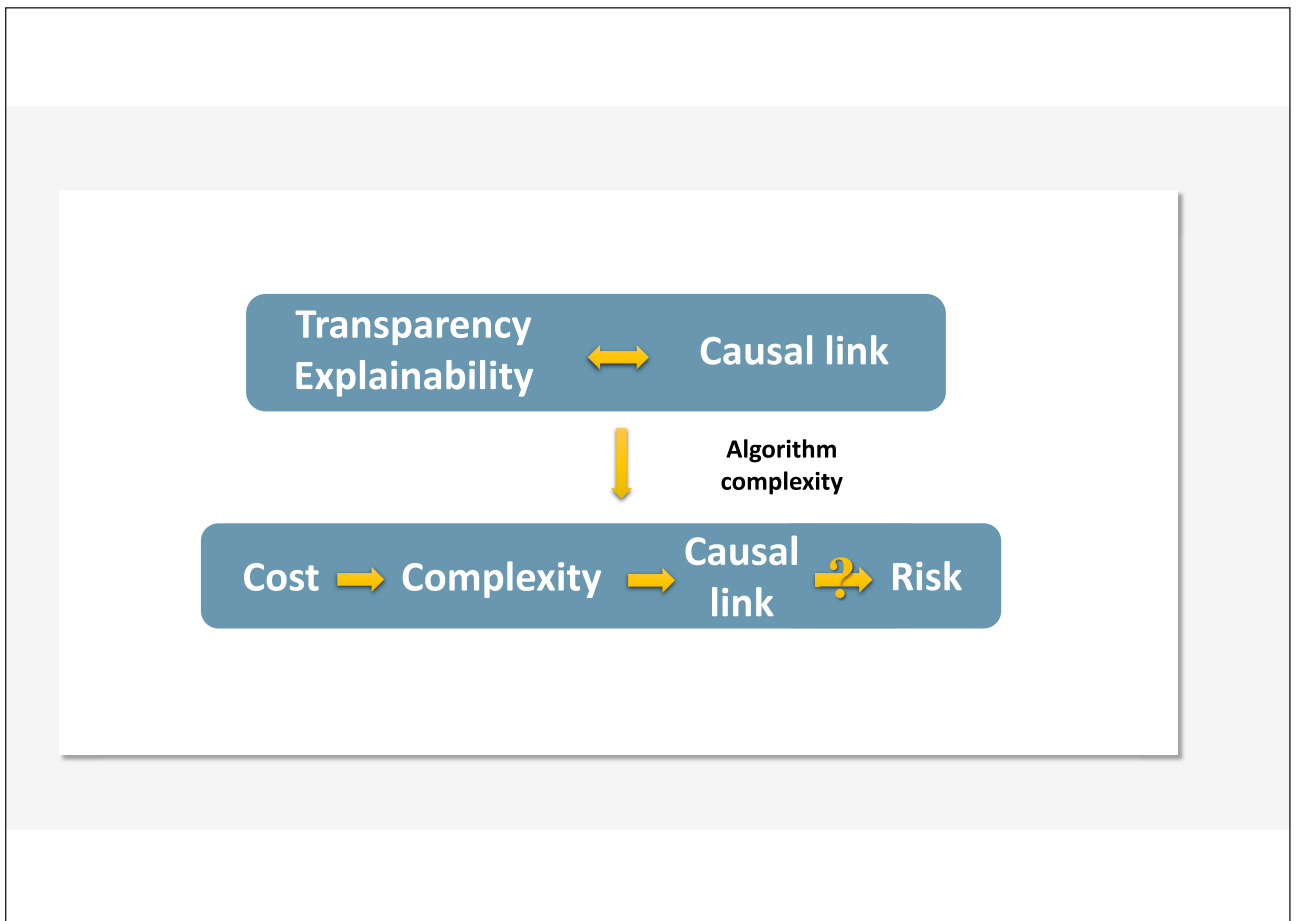 Transparency
Explainability
Causal link
Algorithm
complexity
Cost
Complexity
Causal
link
?
Risk